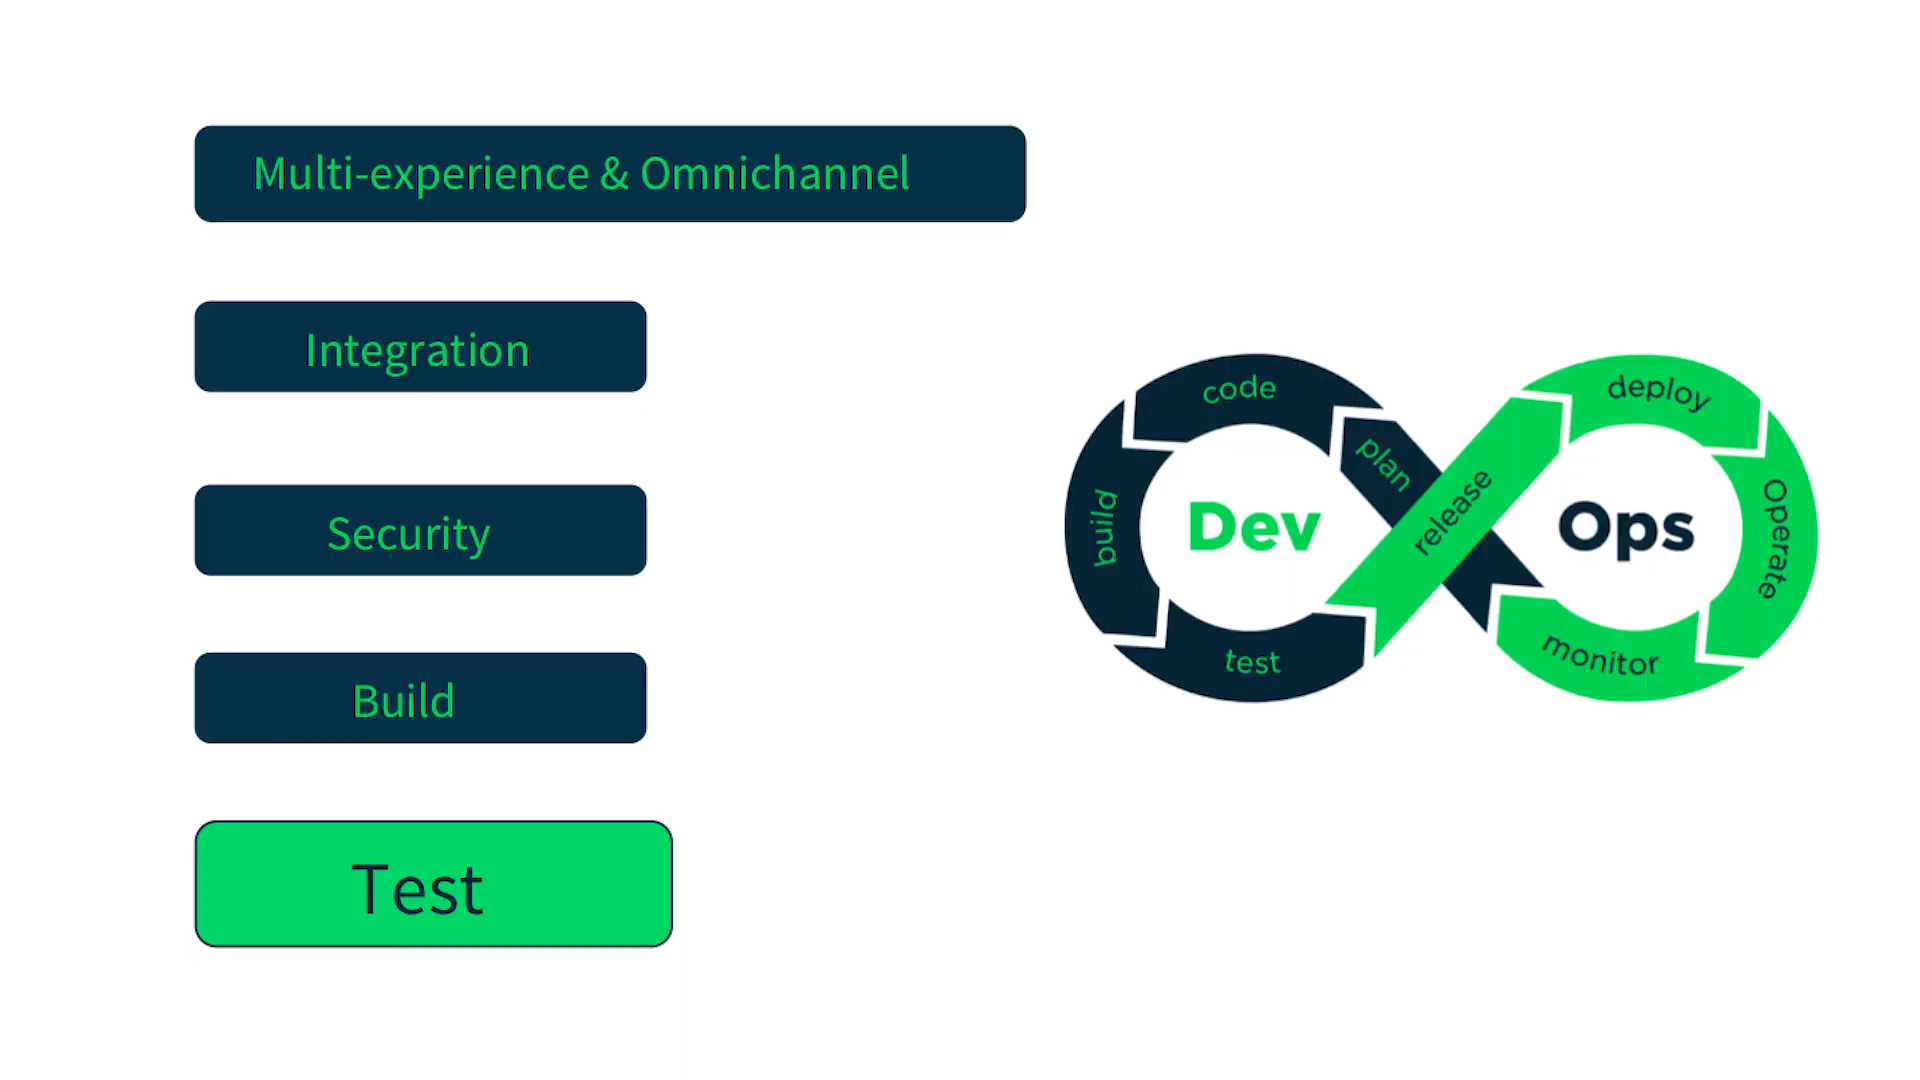 Multi-experience & Omnichannel
Integration
Security
Build
Test
code
plan
build
Dev
test
release
deploy
Operate
Ops
monitor